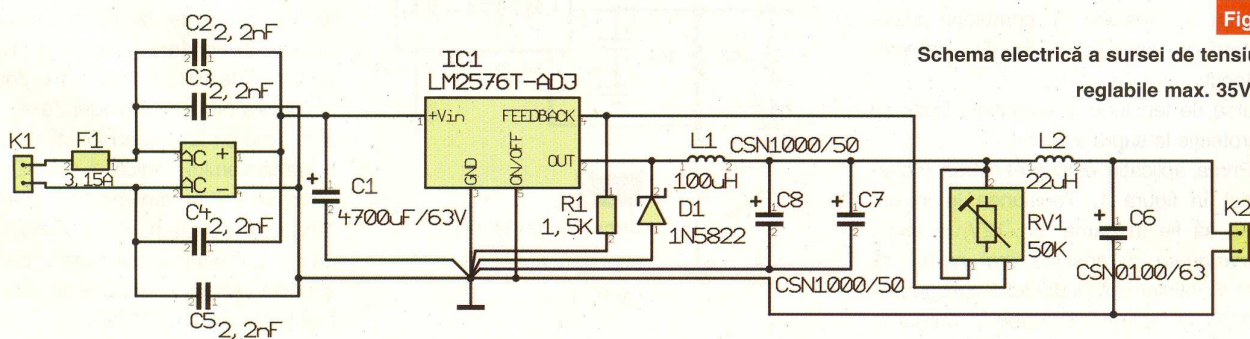 Fig
Schema electrică a sursei de tensiu
reglabile max. 35V
C2
2, 2nF
C3
2, 2nF
K1
F1
3, 15A
AC +
AC -
C4
2, 2nF
C5
2, 2nF
C1
4700uF/63V
IC1
LM2576T-ADJ
+Vin
FEEDBACK
OUT
GND
ON/OFF
R1
1, 5K
D1
1N5822
L1
100uH
CSN1000/50
C8
C7
CSN1000/50
RV1
50K
L2
22uH
C6
CSN0100/63
K2